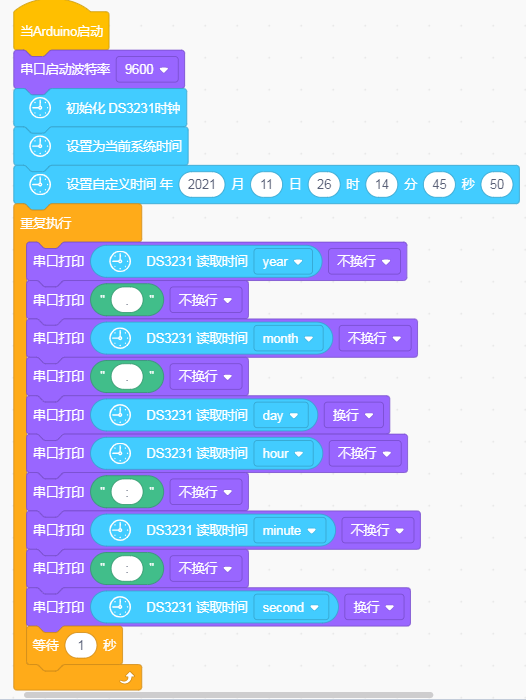 当Arduino启动
串口启动波特率 9600
初始化 DS3231时钟
设置为当前系统时间
设置自定义时间 年 2021 月 11 日 26 时 14 分 45 秒 50
重复执行
串口打印 DS3231 读取时间 year 不换行
串口打印 " . " 不换行
串口打印 DS3231 读取时间 month 不换行
串口打印 " . " 不换行
串口打印 DS3231 读取时间 day 换行
串口打印 DS3231 读取时间 hour 不换行
串口打印 " : " 不换行
串口打印 DS3231 读取时间 minute 不换行
串口打印 " : " 不换行
串口打印 DS3231 读取时间 second 换行
等待 1 秒